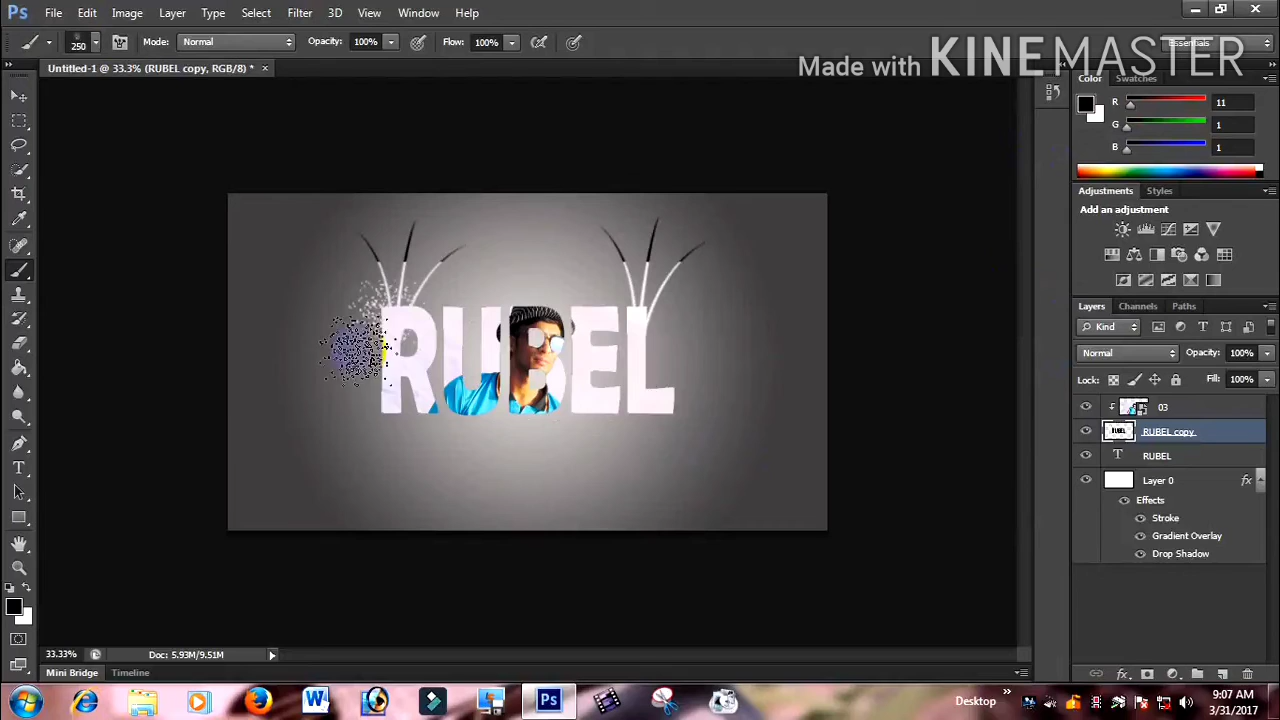 Ps File Edit Image Layer Type Select Filter 3D View Window Help
250 Mode: Normal Opacity: 100% Flow: 100% Essentials
Made with KINEMASTER
Untitled-1 @ 33.3% (RUBEL copy, RGB/8) * ×
Color Swatches
R 11
G 1
B 1
Adjustments Styles
Add an adjustment
RUBEL
Layers Channels Paths
Kind
Normal Opacity: 100%
Lock: Fill: 100%
03
RUBEL copy
T RUBEL
Layer 0 fx
Effects
Stroke
Gradient Overlay
Drop Shadow
33.33% Doc: 5.93M/9.51M
Mini Bridge Timeline
Desktop » 9:07 AM
3/31/2017